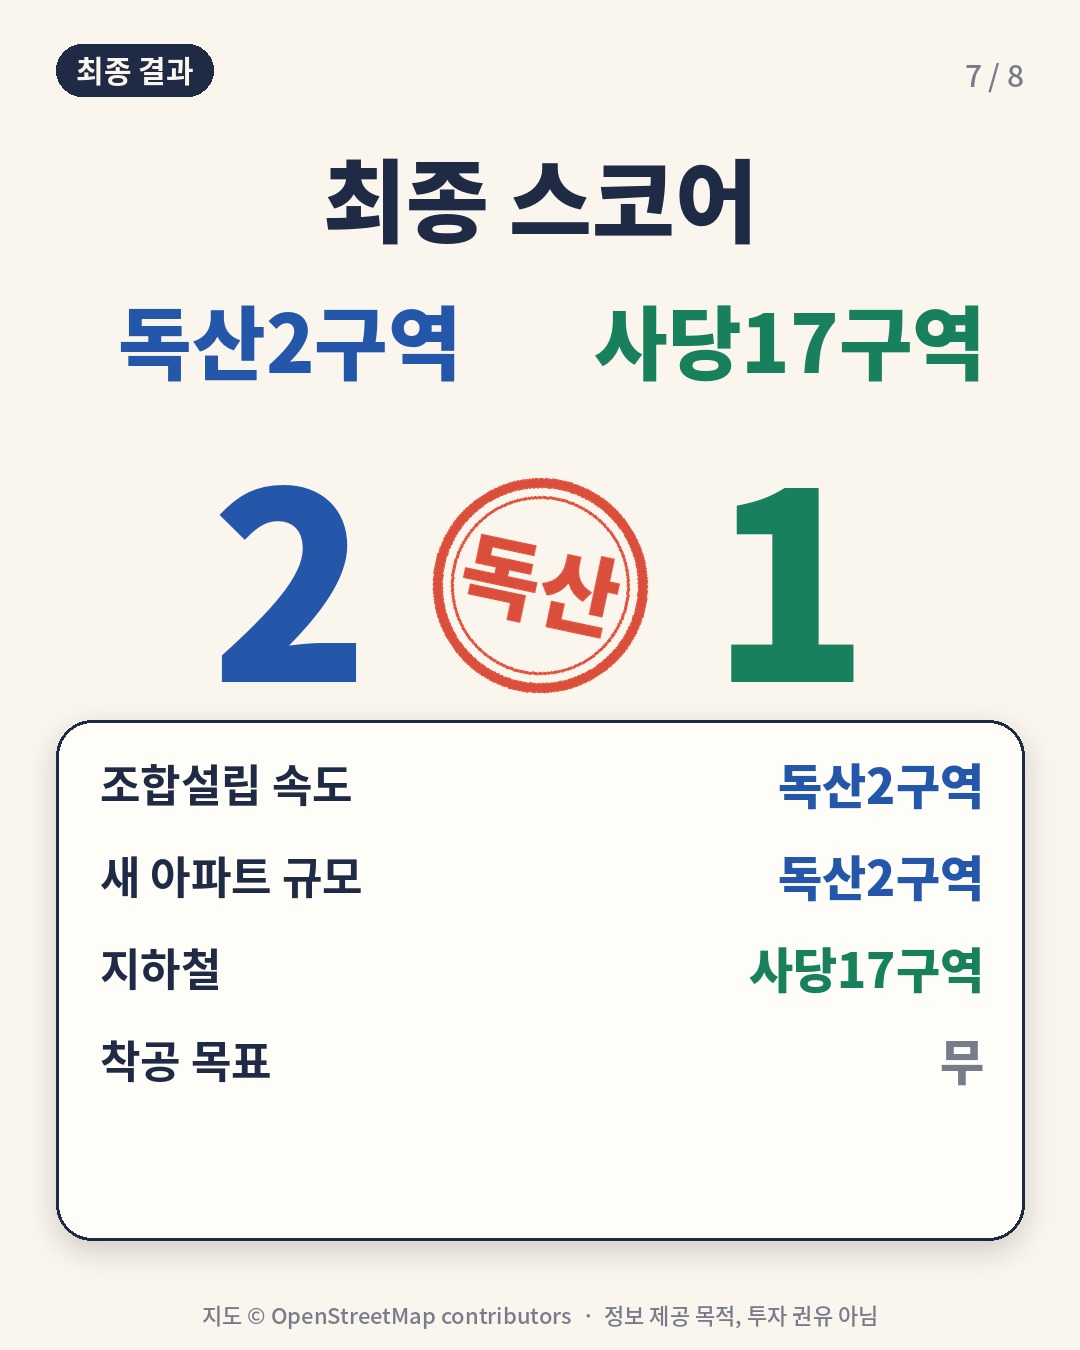 최종 결과
7 / 8
최종 스코어
독산2구역 사당17구역
2 독산 1
조합설립 속도 독산2구역
새 아파트 규모 독산2구역
지하철 사당17구역
착공 목표 무
지도 © OpenStreetMap contributors · 정보 제공 목적, 투자 권유 아님